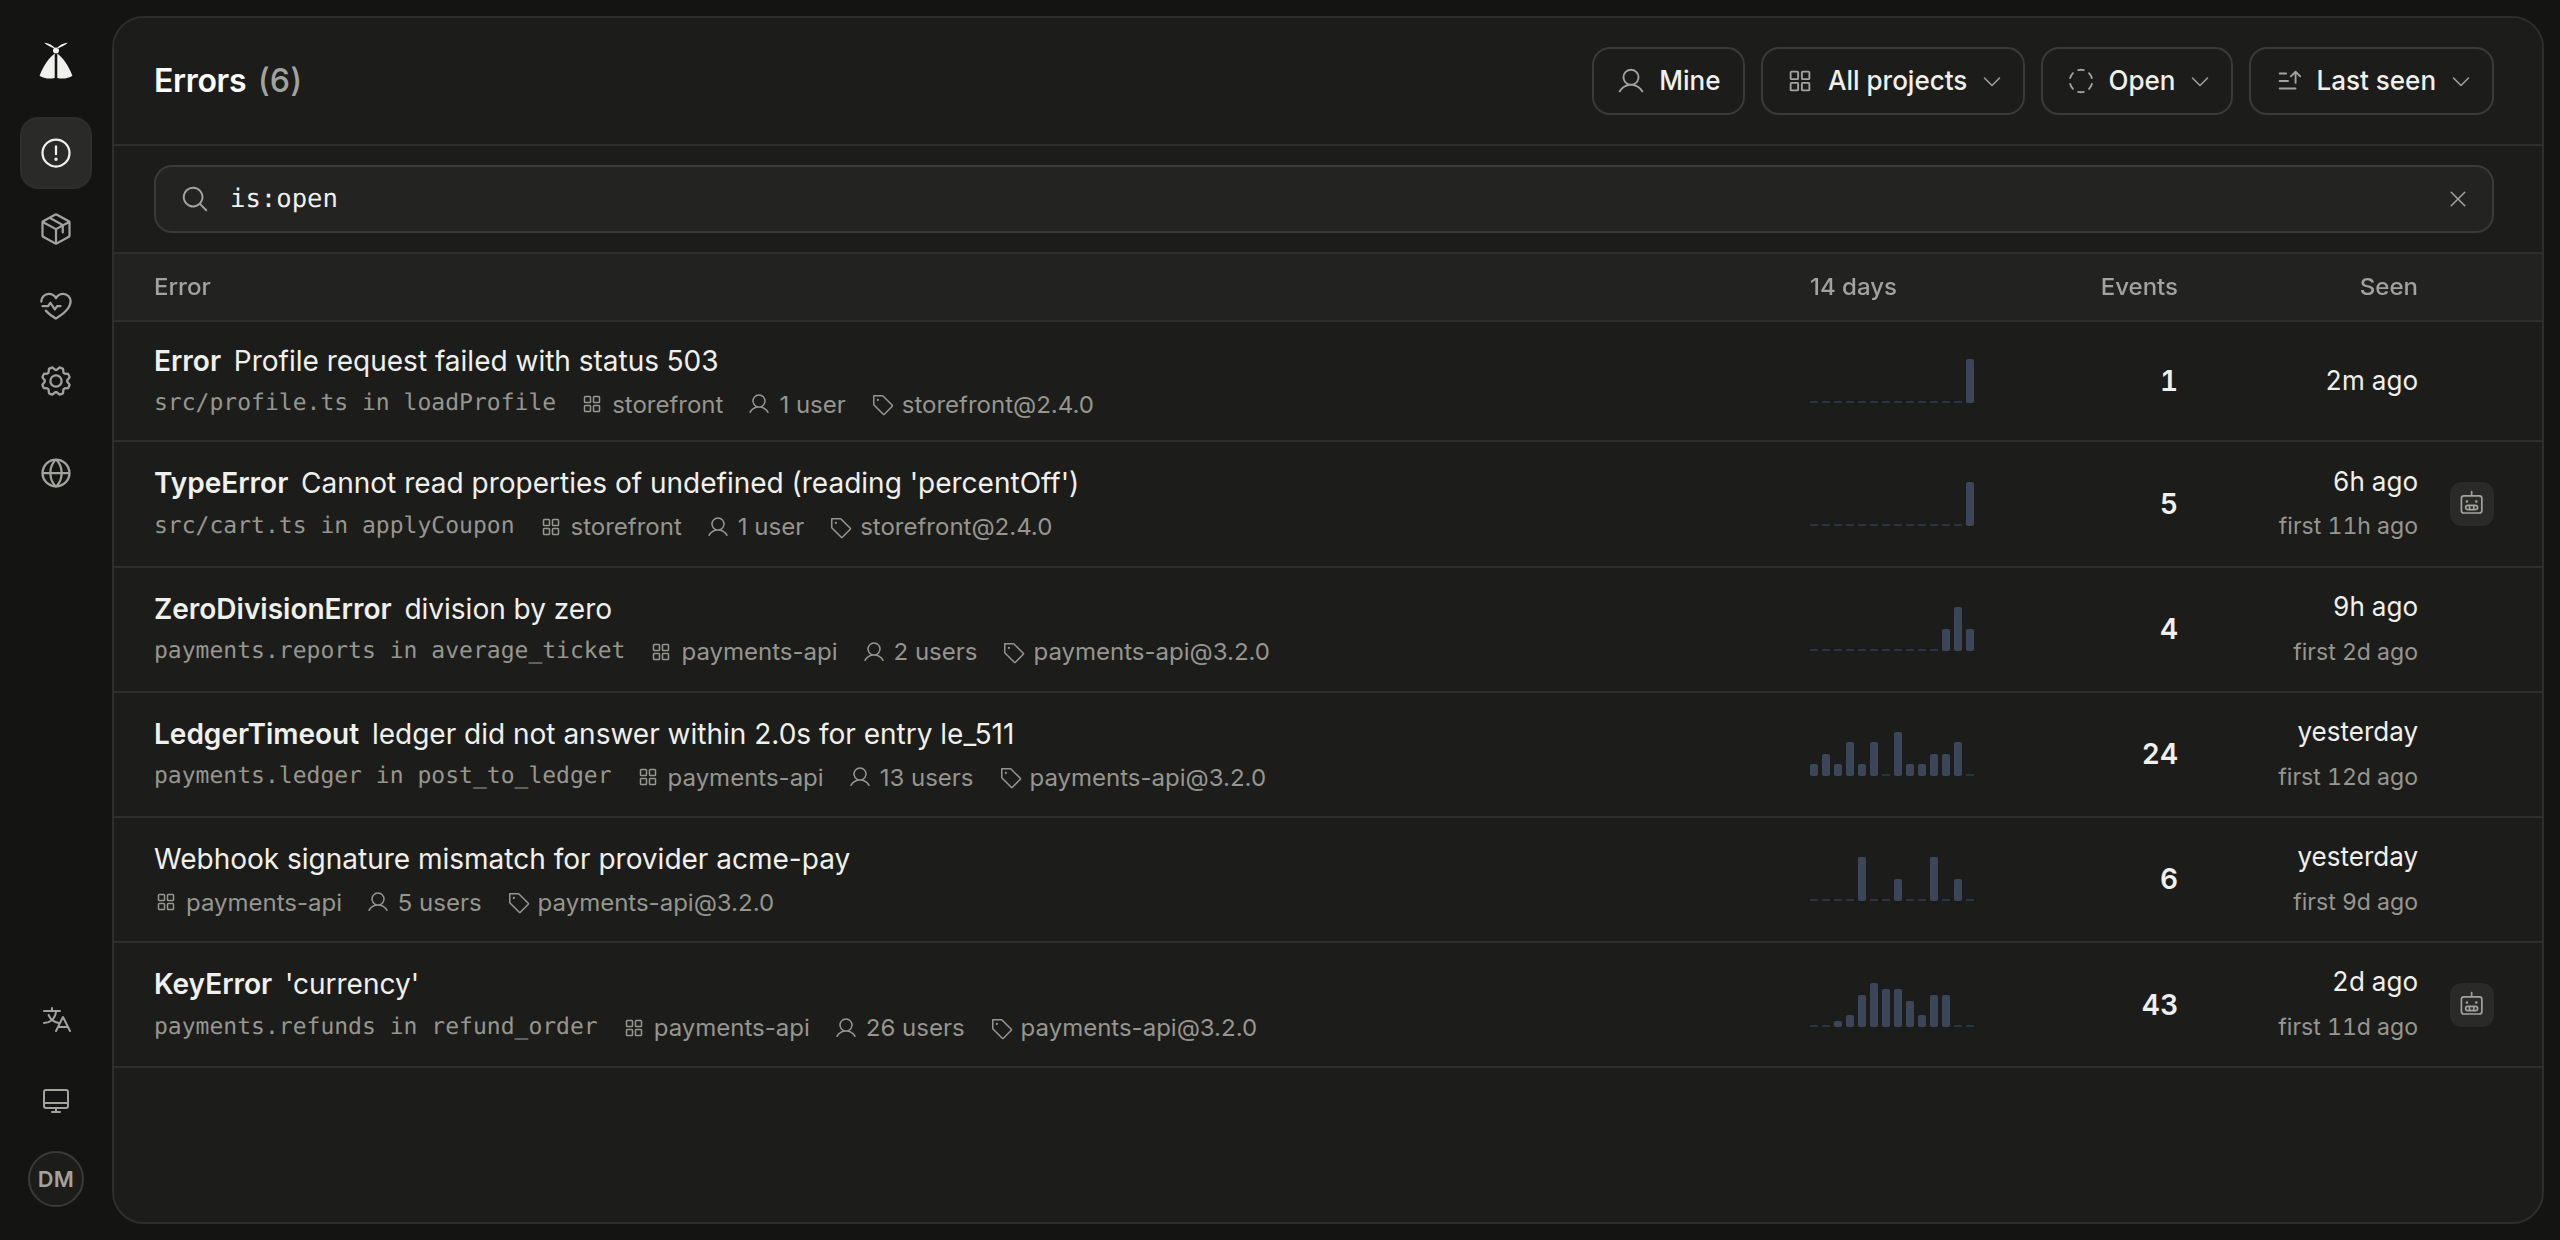 Errors (6)
Mine
All projects
Open
Last seen
is:open
Error 14 days Events Seen
Error Profile request failed with status 503
src/profile.ts in loadProfile storefront 1 user storefront@2.4.0
1
2m ago
TypeError Cannot read properties of undefined (reading 'percentOff')
src/cart.ts in applyCoupon storefront 1 user storefront@2.4.0
5
6h ago
first 11h ago
ZeroDivisionError division by zero
payments.reports in average_ticket payments-api 2 users payments-api@3.2.0
4
9h ago
first 2d ago
LedgerTimeout ledger did not answer within 2.0s for entry le_511
payments.ledger in post_to_ledger payments-api 13 users payments-api@3.2.0
24
yesterday
first 12d ago
Webhook signature mismatch for provider acme-pay
payments-api 5 users payments-api@3.2.0
6
yesterday
first 9d ago
KeyError 'currency'
payments.refunds in refund_order payments-api 26 users payments-api@3.2.0
43
2d ago
first 11d ago
DM